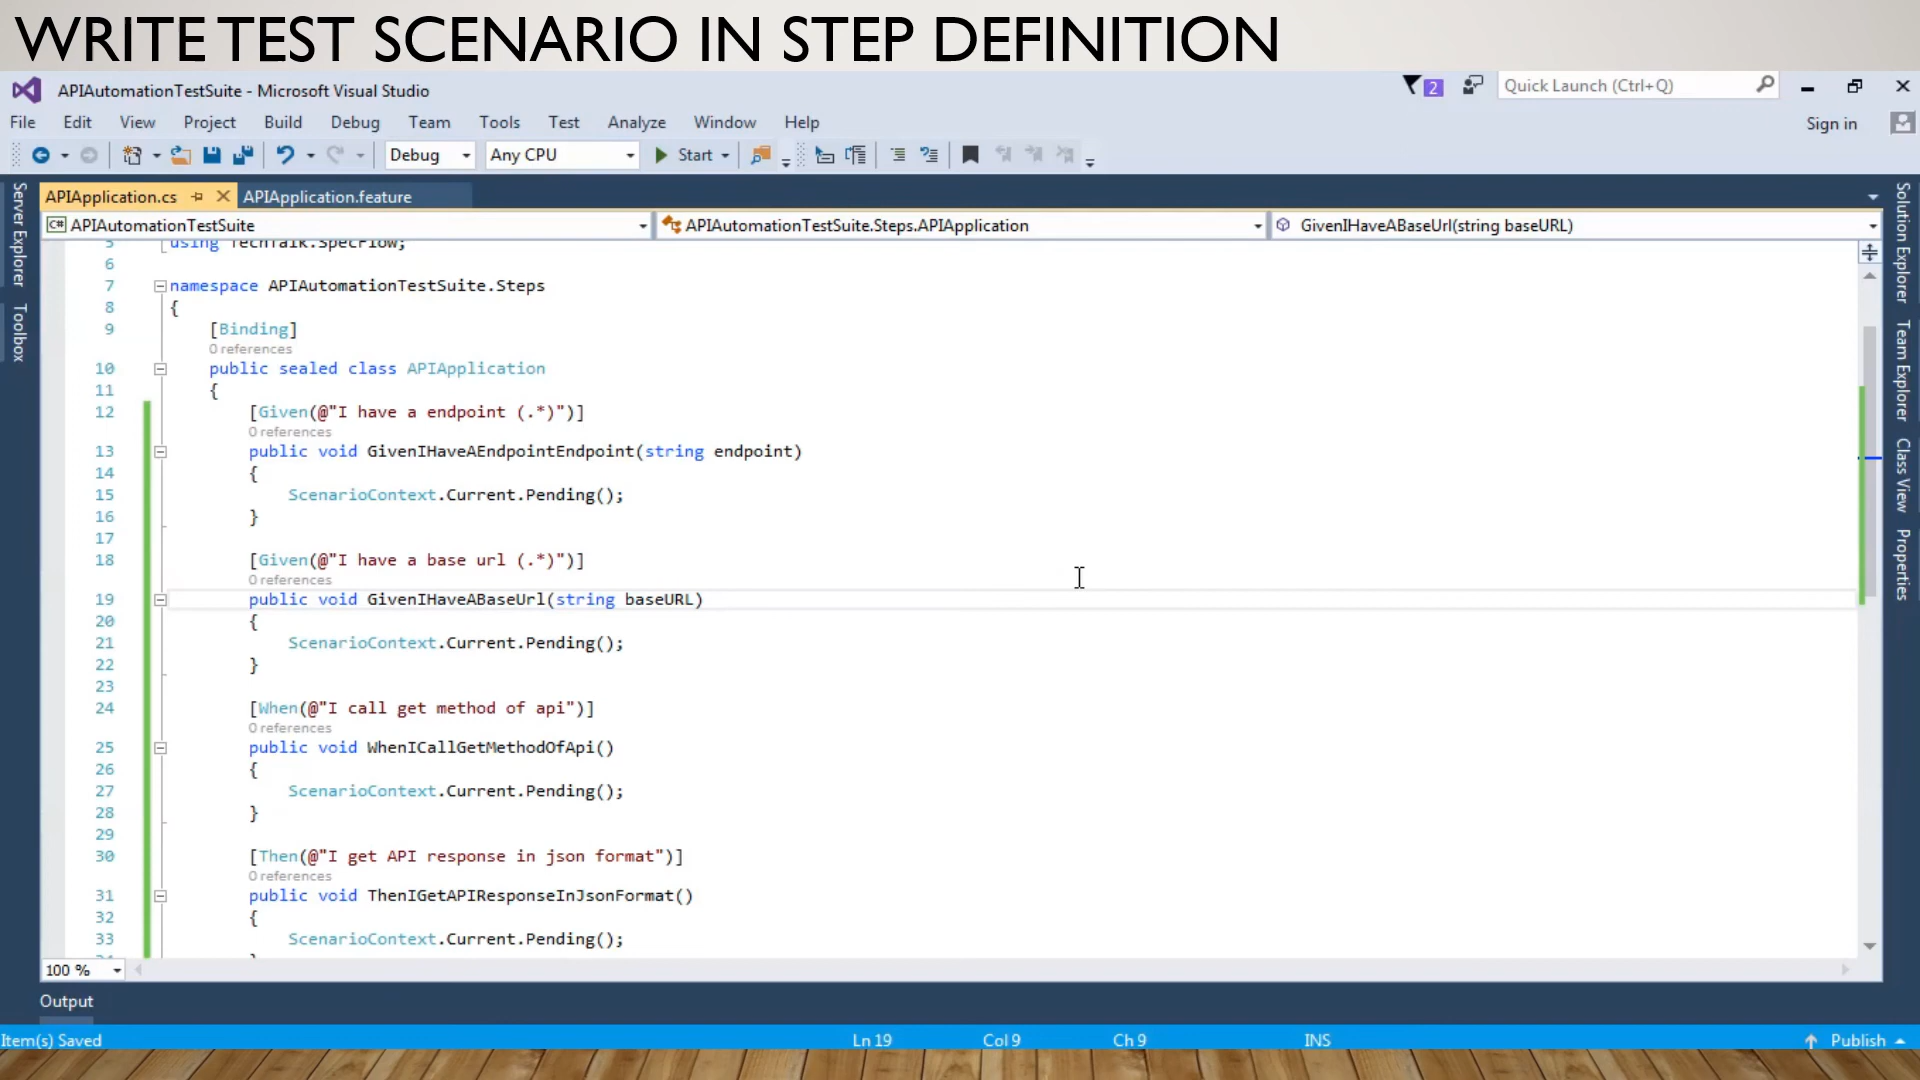 WRITE TEST SCENARIO IN STEP DEFINITION
APIAutomationTestSuite - Microsoft Visual Studio
2
Quick Launch (Ctrl+Q)
File Edit View Project Build Debug Team Tools Test Analyze Window Help
Sign in
Debug Any CPU Start
Server Explorer
Toolbox
APIApplication.cs APIApplication.feature
C# APIAutomationTestSuite APIAutomationTestSuite.Steps.APIApplication GivenIHaveABaseUrl(string baseURL)
5 using TechTalk.SpecFlow;
6
7 namespace APIAutomationTestSuite.Steps
8 {
9 [Binding]
0 references
10 public sealed class APIApplication
11 {
12 [Given(@"I have a endpoint (.*)")]
0 references
13 public void GivenIHaveAEndpointEndpoint(string endpoint)
14 {
15 ScenarioContext.Current.Pending();
16 }
17
18 [Given(@"I have a base url (.*)")]
0 references
19 public void GivenIHaveABaseUrl(string baseURL)
20 {
21 ScenarioContext.Current.Pending();
22 }
23
24 [When(@"I call get method of api")]
0 references
25 public void WhenICallGetMethodOfApi()
26 {
27 ScenarioContext.Current.Pending();
28 }
29
30 [Then(@"I get API response in json format")]
0 references
31 public void ThenIGetAPIResponseInJsonFormat()
32 {
33 ScenarioContext.Current.Pending();
Solution Explorer
Team Explorer
Class View
Properties
100 %
Output
Item(s) Saved Ln 19 Col 9 Ch 9 INS Publish